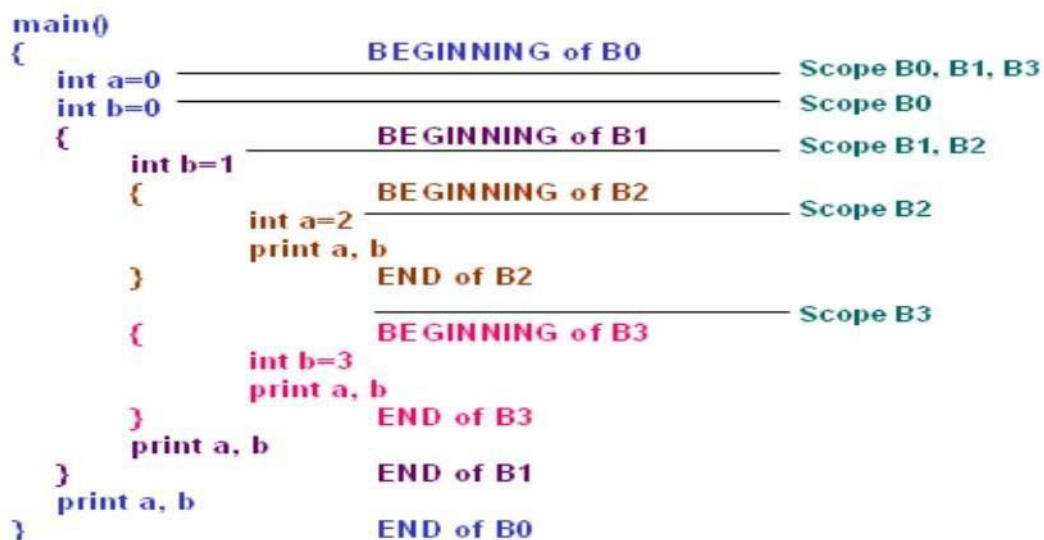 main()
{ BEGINNING of B0
int a=0 Scope B0, B1, B3
int b=0 Scope B0
{ BEGINNING of B1
int b=1 Scope B1, B2
{ BEGINNING of B2
int a=2 Scope B2
print a, b
} END of B2
Scope B3
{ BEGINNING of B3
int b=3
print a, b
} END of B3
print a, b
} END of B1
print a, b
} END of B0